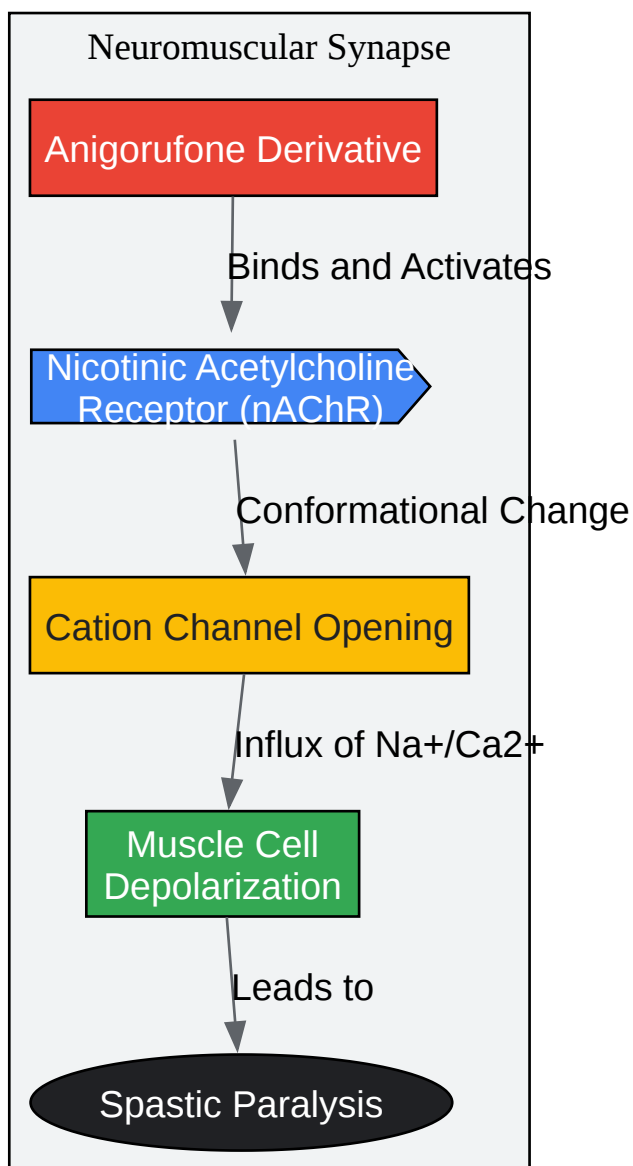 Neuromuscular Synapse
Anigorufone Derivative
Binds and Activates
Nicotinic Acetylcholine
Receptor (nAChR)
Conformational Change
Cation Channel Opening
Influx of Na+/Ca2+
Muscle Cell
Depolarization
Leads to
Spastic Paralysis